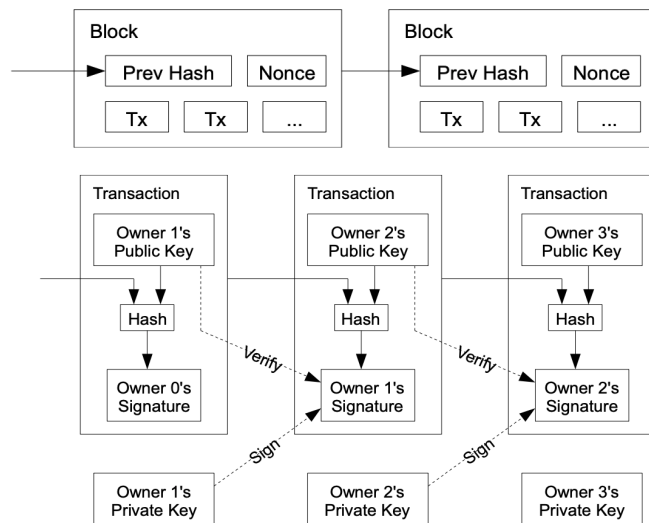 Block
Prev Hash
Nonce
Tx
Tx
...
Block
Prev Hash
Nonce
Tx
Tx
...
Transaction
Owner 1's
Public Key
Hash
Owner 0's
Signature
Transaction
Owner 2's
Public Key
Hash
Owner 1's
Signature
Transaction
Owner 3's
Public Key
Hash
Owner 2's
Signature
Verify
Verify
Sign
Sign
Owner 1's
Private Key
Owner 2's
Private Key
Owner 3's
Private Key